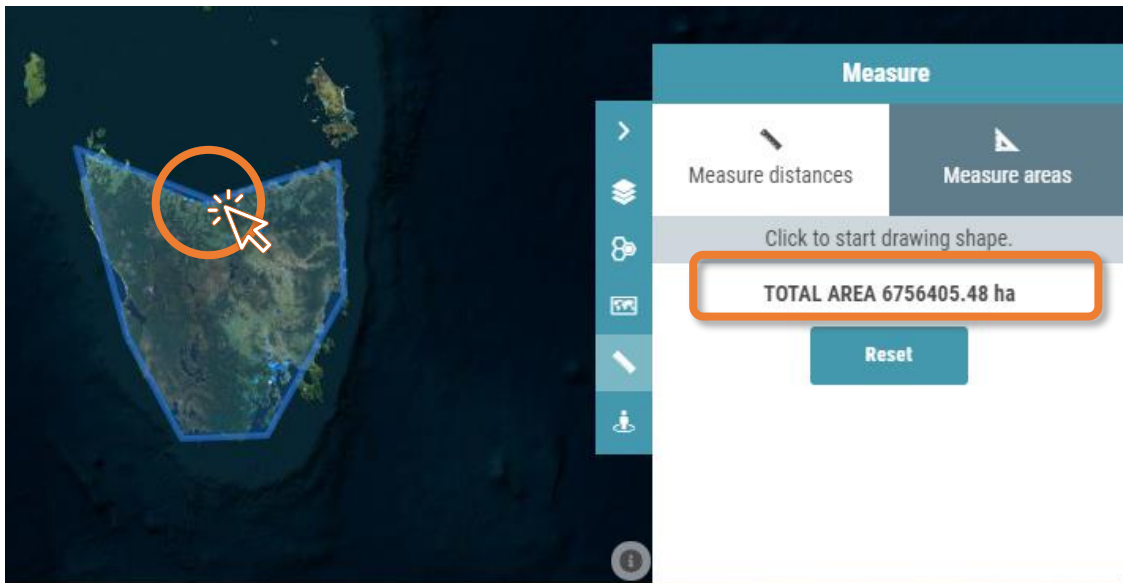 Measure
Measure distances
Measure areas
Click to start drawing shape.
TOTAL AREA 6756405.48 ha
Reset